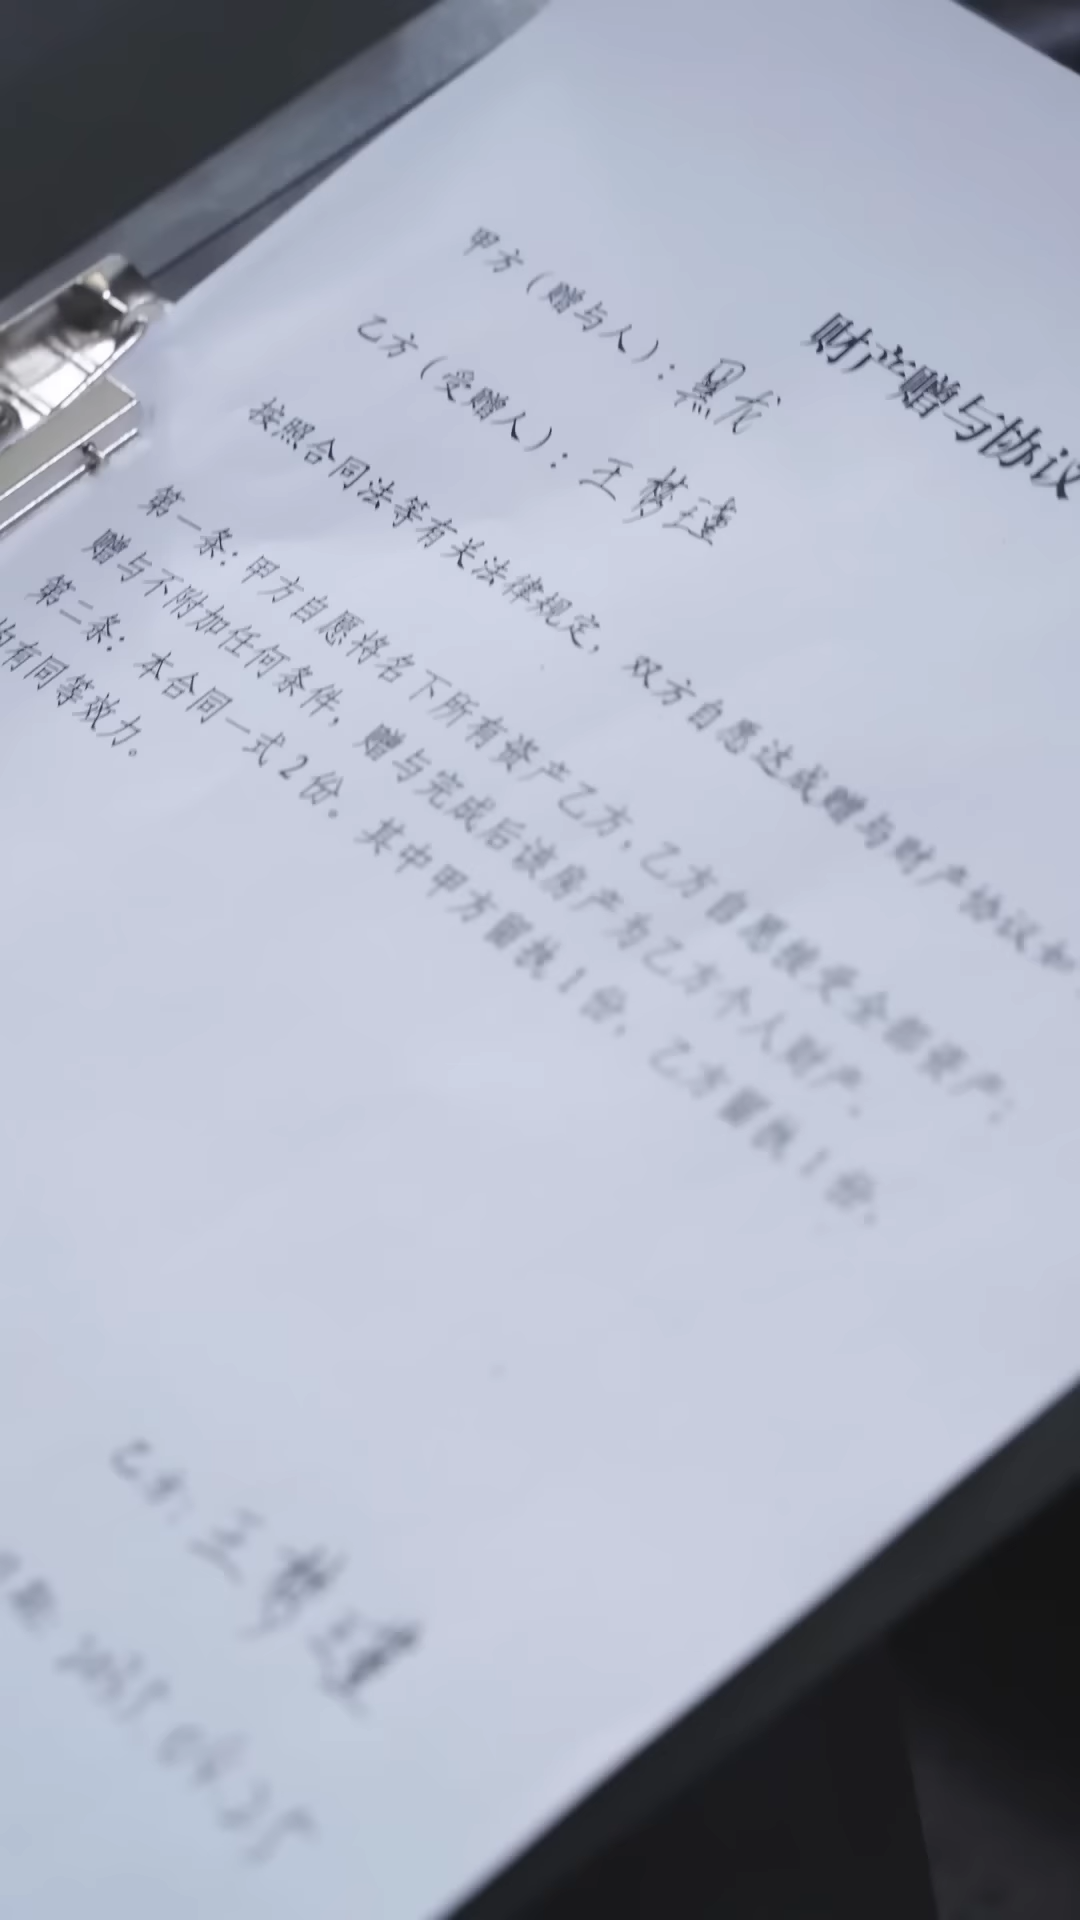 财产赠与协议
甲方（赠与人）：黑龙
乙方（受赠人）：王梦瑾
按照合同法等有关法律规定，双方自愿达成赠与财产协议如
第一条：甲方自愿将名下所有资产乙方，乙方自愿接受全部资产；
赠与不附加任何条件，赠与完成后该房产为乙方个人财产。
第二条：本合同一式2份。其中甲方留执1份，乙方留执1份，
均有同等效力。
乙方：王梦瑾